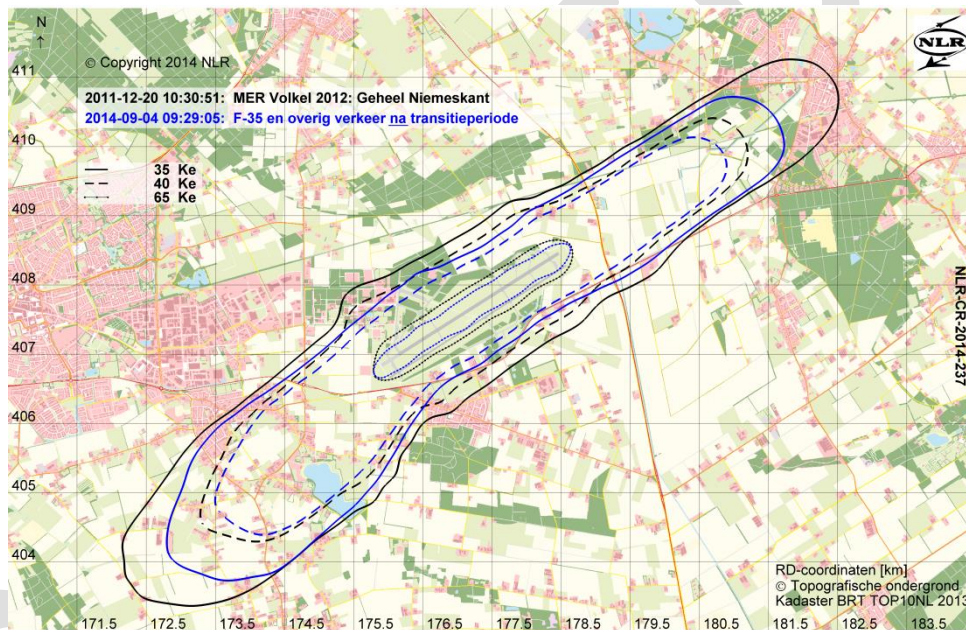 N
© Copyright 2014 NLR
NLR
2011-12-20 10:30:51: MER Volkel 2012: Geheel Niemeskant
2014-09-04 09:29:05: F-35 en overig verkeer na transitieperiode
35 Ke
40 Ke
65 Ke
411
410
409
408
407
406
405
404
NLR-CR-2014-237
RD-coordinaten [km]
© Topografische ondergrond
Kadaster BRT TOP10NL 2013
171.5 172.5 173.5 174.5 175.5 176.5 177.5 178.5 179.5 180.5 181.5 182.5 183.5